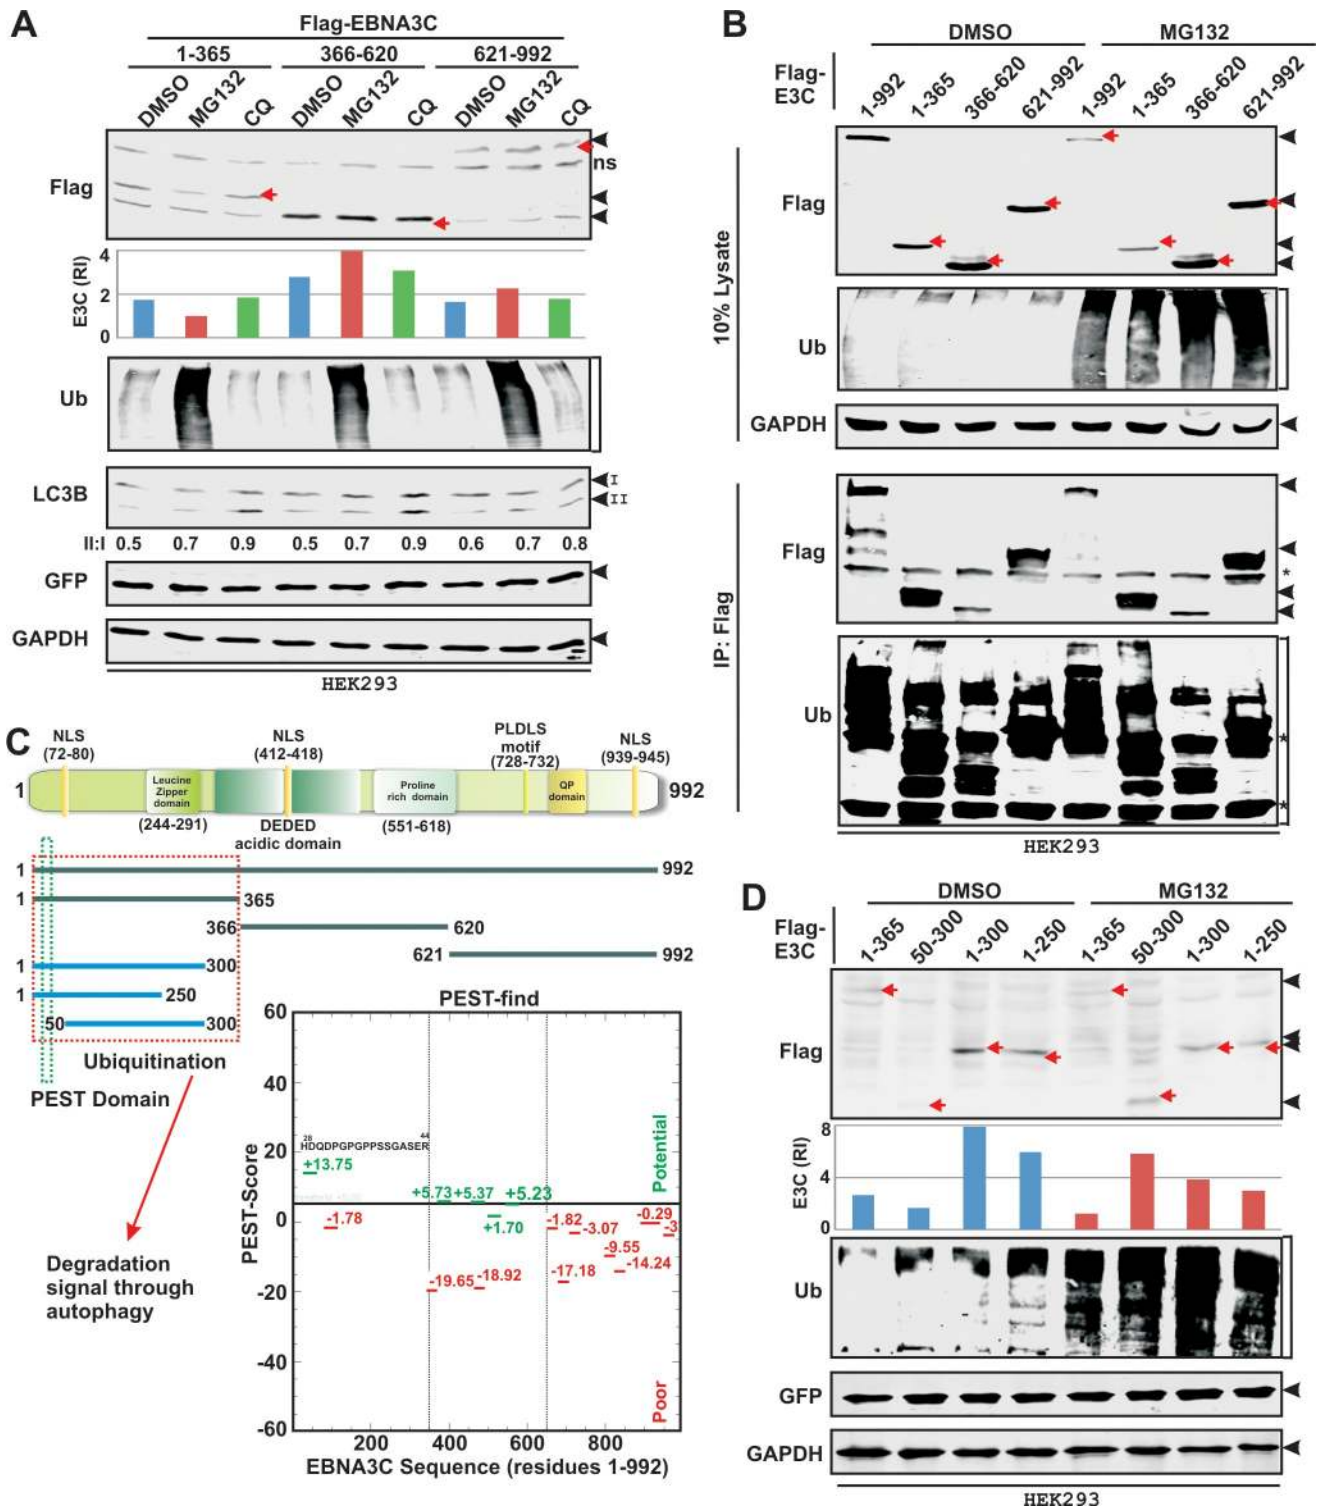 A
Flag-EBNA3C
1-365 366-620 621-992
DMSO MG132 CQ DMSO MG132 CQ DMSO MG132 CQ
Flag
ns
E3C (RI)
4
2
0
Ub
LC3B
I
II
II:I 0.5 0.7 0.9 0.5 0.7 0.9 0.6 0.7 0.8
GFP
GAPDH
HEK293
B
DMSO MG132
Flag-
E3C
1-992 1-365 366-620 621-992 1-992 1-365 366-620 621-992
10% Lysate
Flag
Ub
GAPDH
IP: Flag
Flag
*
Ub
*
*
HEK293
C
NLS
(72-80)
NLS
(412-418)
PLDLS
motif
(728-732)
NLS
(939-945)
1
Leucine
Zipper
domain
Proline
rich domain
QP
domain
992
(244-291)
DEDED
acidic domain
(551-618)
1 992
1 365
366 620
621 992
1 300
1 250
50 300
Ubiquitination
PEST Domain
Degradation
signal through
autophagy
PEST-find
PEST-Score
60
40
20
0
-20
-40
-60
28 44
HDQDPGPGPPSSGASER
+13.75
+5.73 +5.37 +5.23
+1.70
-1.78
-19.65 -18.92
-1.82
-3.07
-0.29
-3
-9.55
-14.24
-17.18
Potential
Poor
200 400 600 800
EBNA3C Sequence (residues 1-992)
D
DMSO MG132
Flag-
E3C
1-365 50-300 1-300 1-250 1-365 50-300 1-300 1-250
Flag
E3C (RI)
8
4
0
Ub
GFP
GAPDH
HEK293